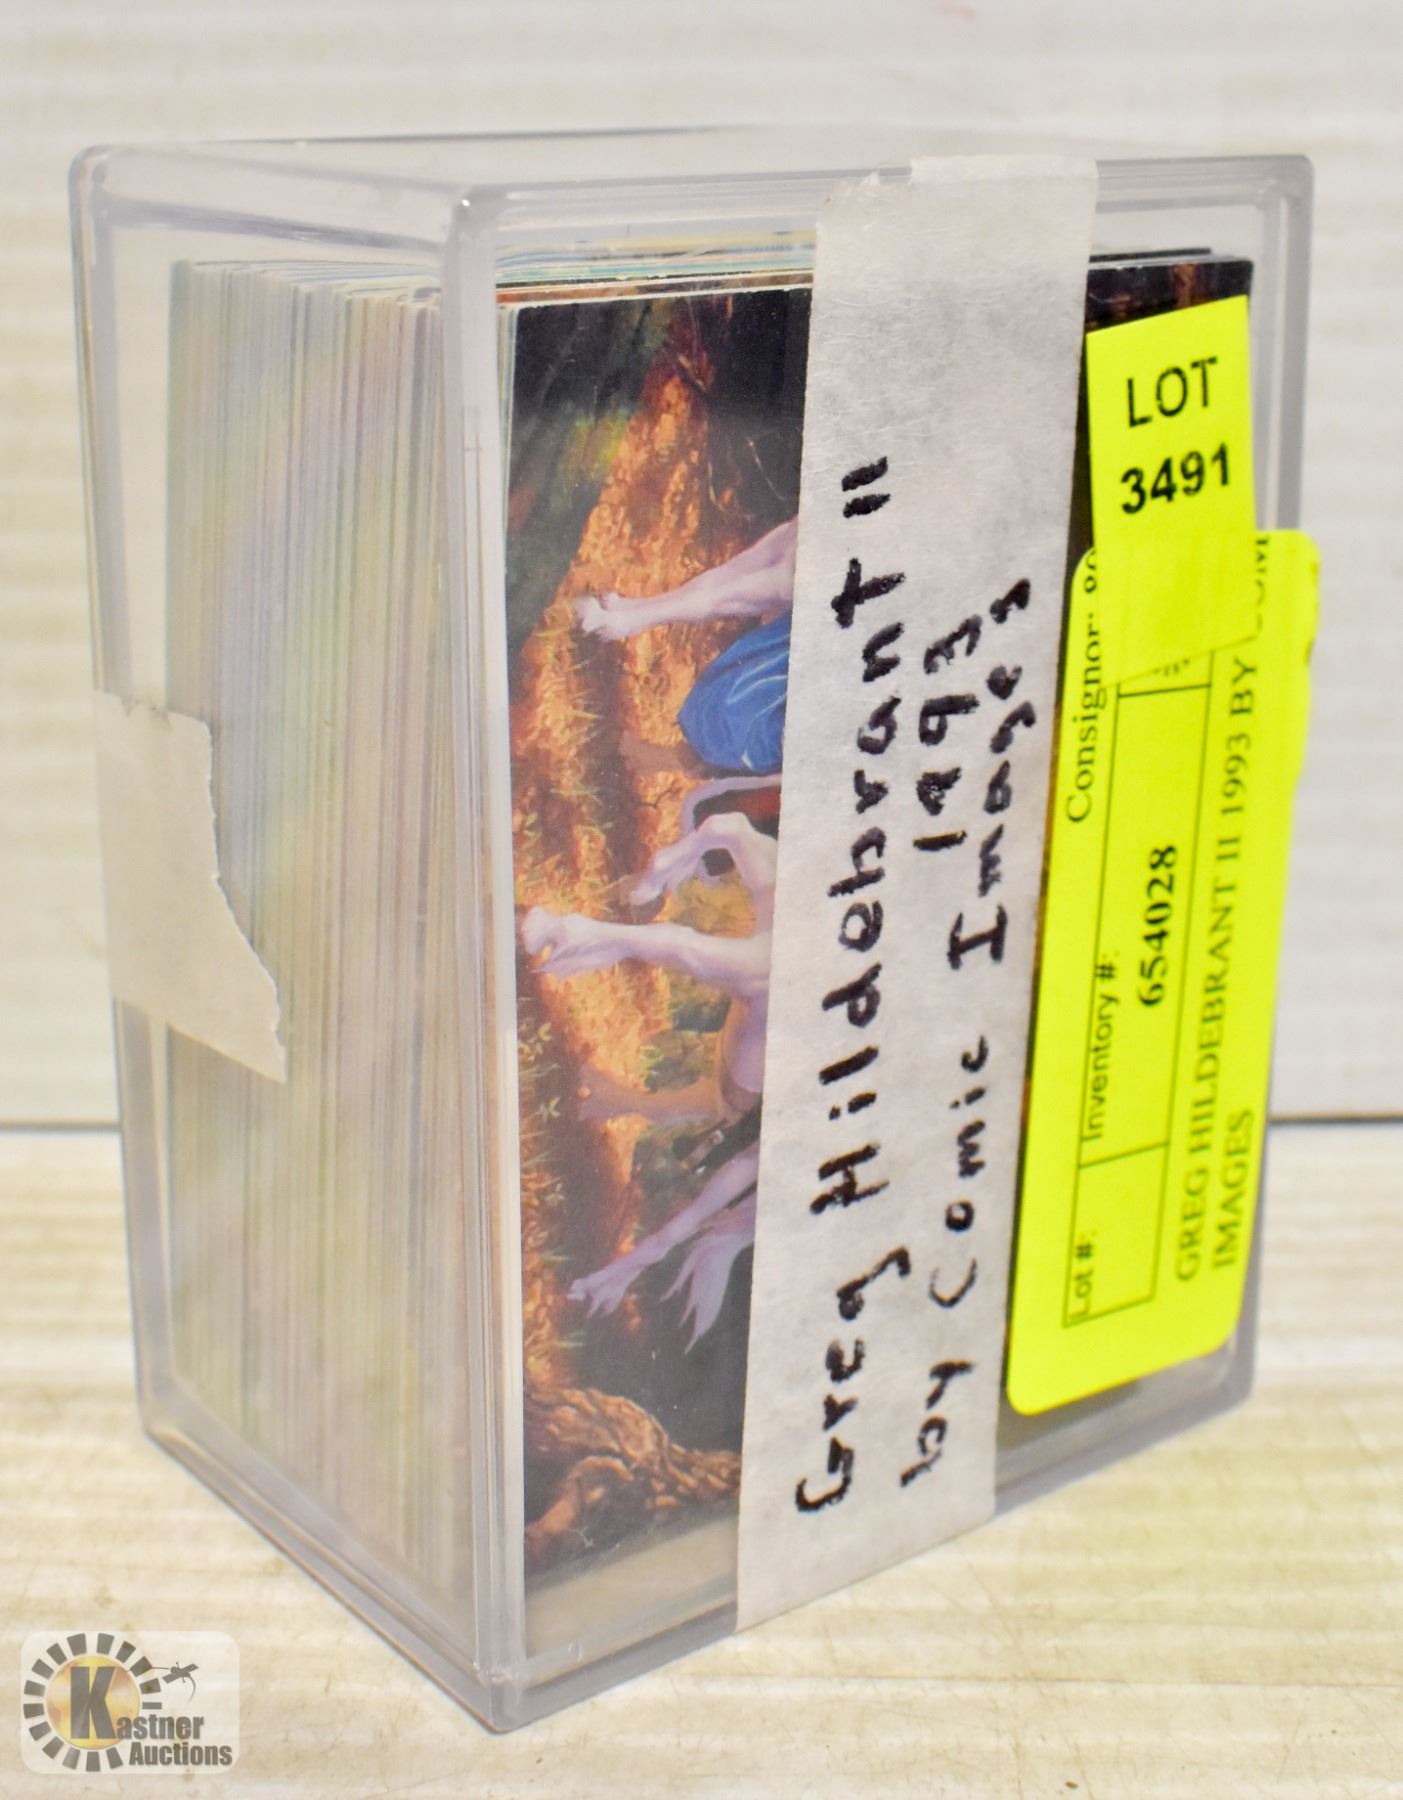 Greg Hildebrant II
1993
by Comic Images
LOT
3491
Consignor:
Lot #:
Inventory #:
654028
GREG HILDEBRANT II 1993 BY
IMAGES
Kastner
Auctions